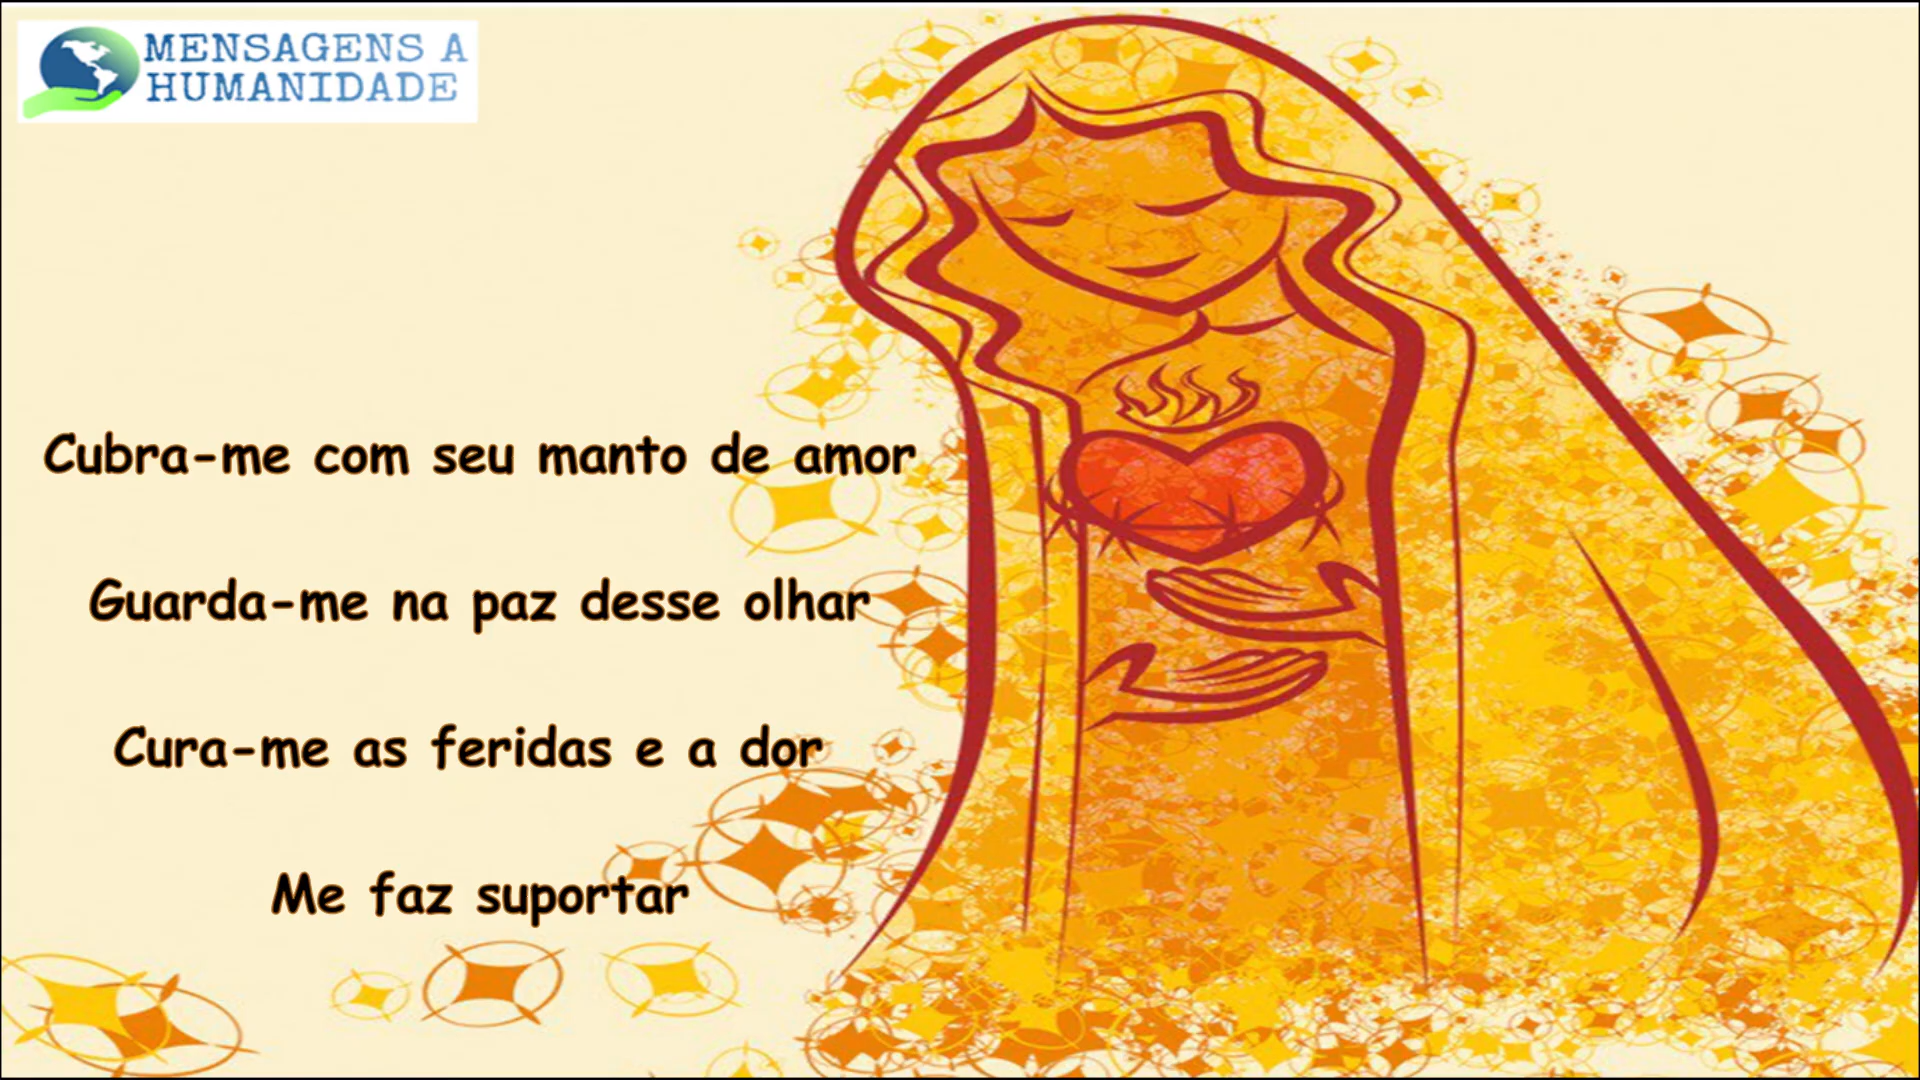 MENSAGENS A
HUMANIDADE
Cubra-me com seu manto de amor
Guarda-me na paz desse olhar
Cura-me as feridas e a dor
Me faz suportar